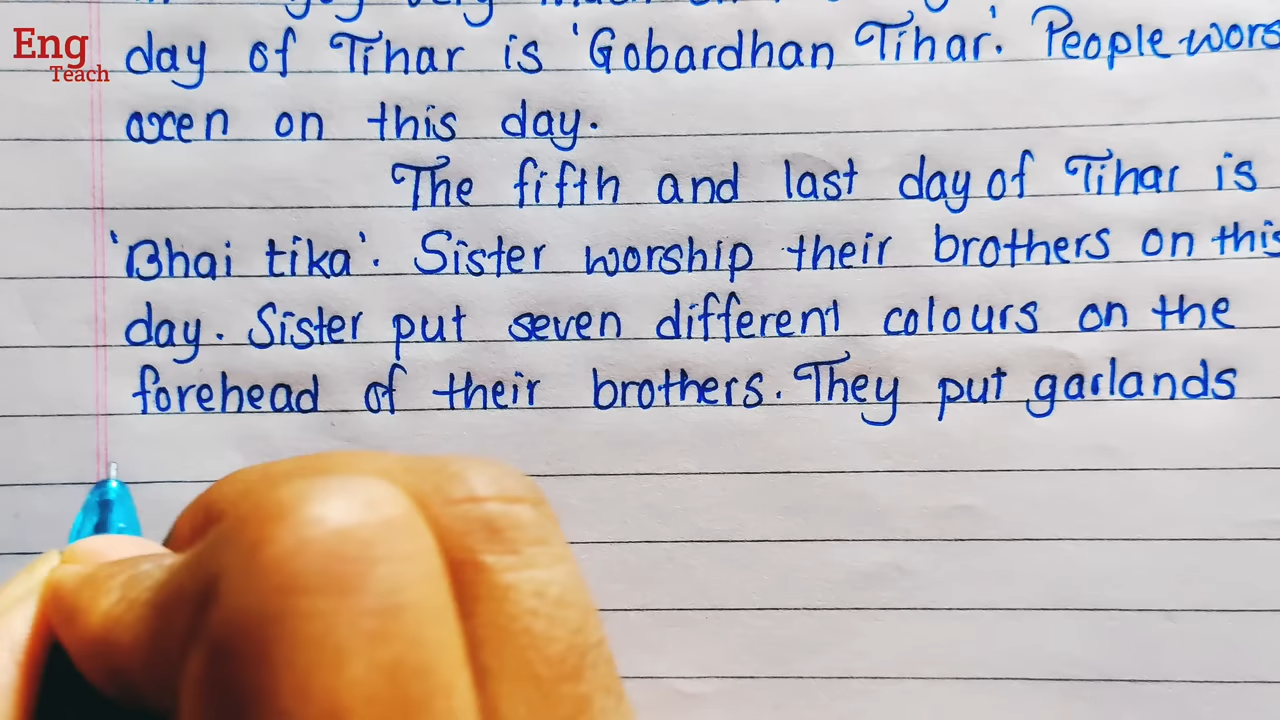 Eng
Teach
very much
day of Tihar is 'Gobardhan Tihar'. People wors
oxen on this day.
The fifth and last day of Tihar is
'Bhai tika'. Sister worship their brothers on this
day. Sister put seven different colours on the
forehead of their brothers. They put garlands